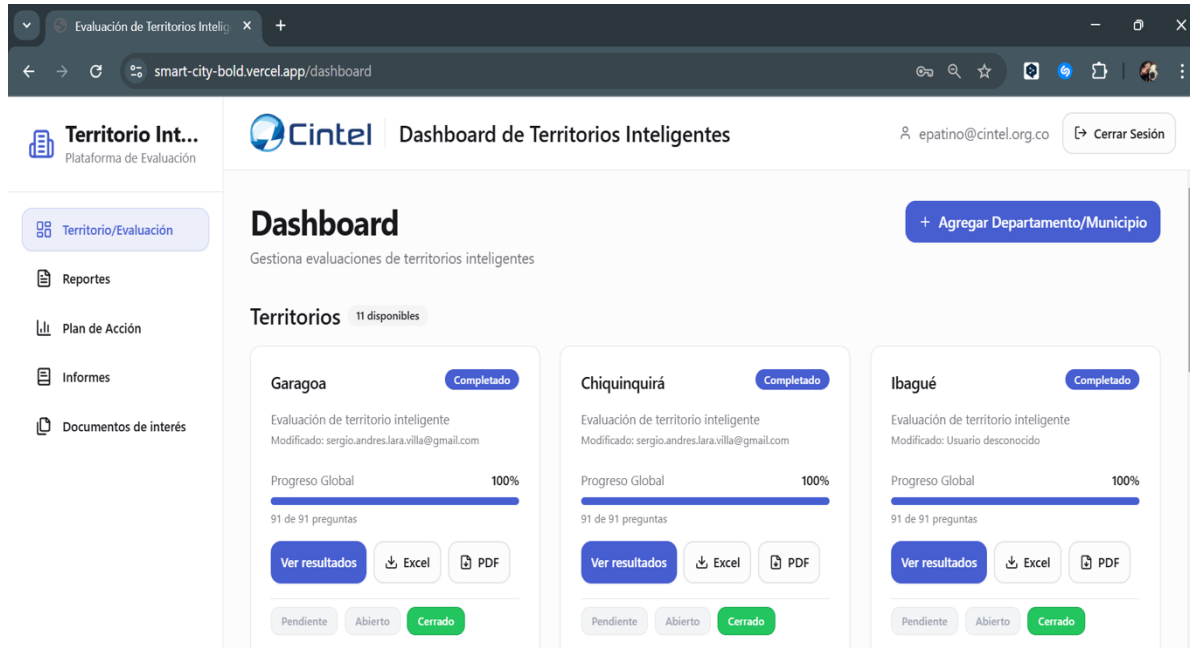 Evaluación de Territorios Intelig
smart-city-bold.vercel.app/dashboard
Territorio Int...
Plataforma de Evaluación
Cintel
Dashboard de Territorios Inteligentes
epatino@cintel.org.co
Cerrar Sesión
Territorio/Evaluación
Reportes
Plan de Acción
Informes
Documentos de interés
Dashboard
+ Agregar Departamento/Municipio
Gestiona evaluaciones de territorios inteligentes
Territorios 11 disponibles
Garagoa Completado
Evaluación de territorio inteligente
Modificado: sergio.andres.lara.villa@gmail.com
Progreso Global 100%
91 de 91 preguntas
Ver resultados Excel PDF
Pendiente Abierto Cerrado
Chiquinquirá Completado
Evaluación de territorio inteligente
Modificado: sergio.andres.lara.villa@gmail.com
Progreso Global 100%
91 de 91 preguntas
Ver resultados Excel PDF
Pendiente Abierto Cerrado
Ibagué Completado
Evaluación de territorio inteligente
Modificado: Usuario desconocido
Progreso Global 100%
91 de 91 preguntas
Ver resultados Excel PDF
Pendiente Abierto Cerrado